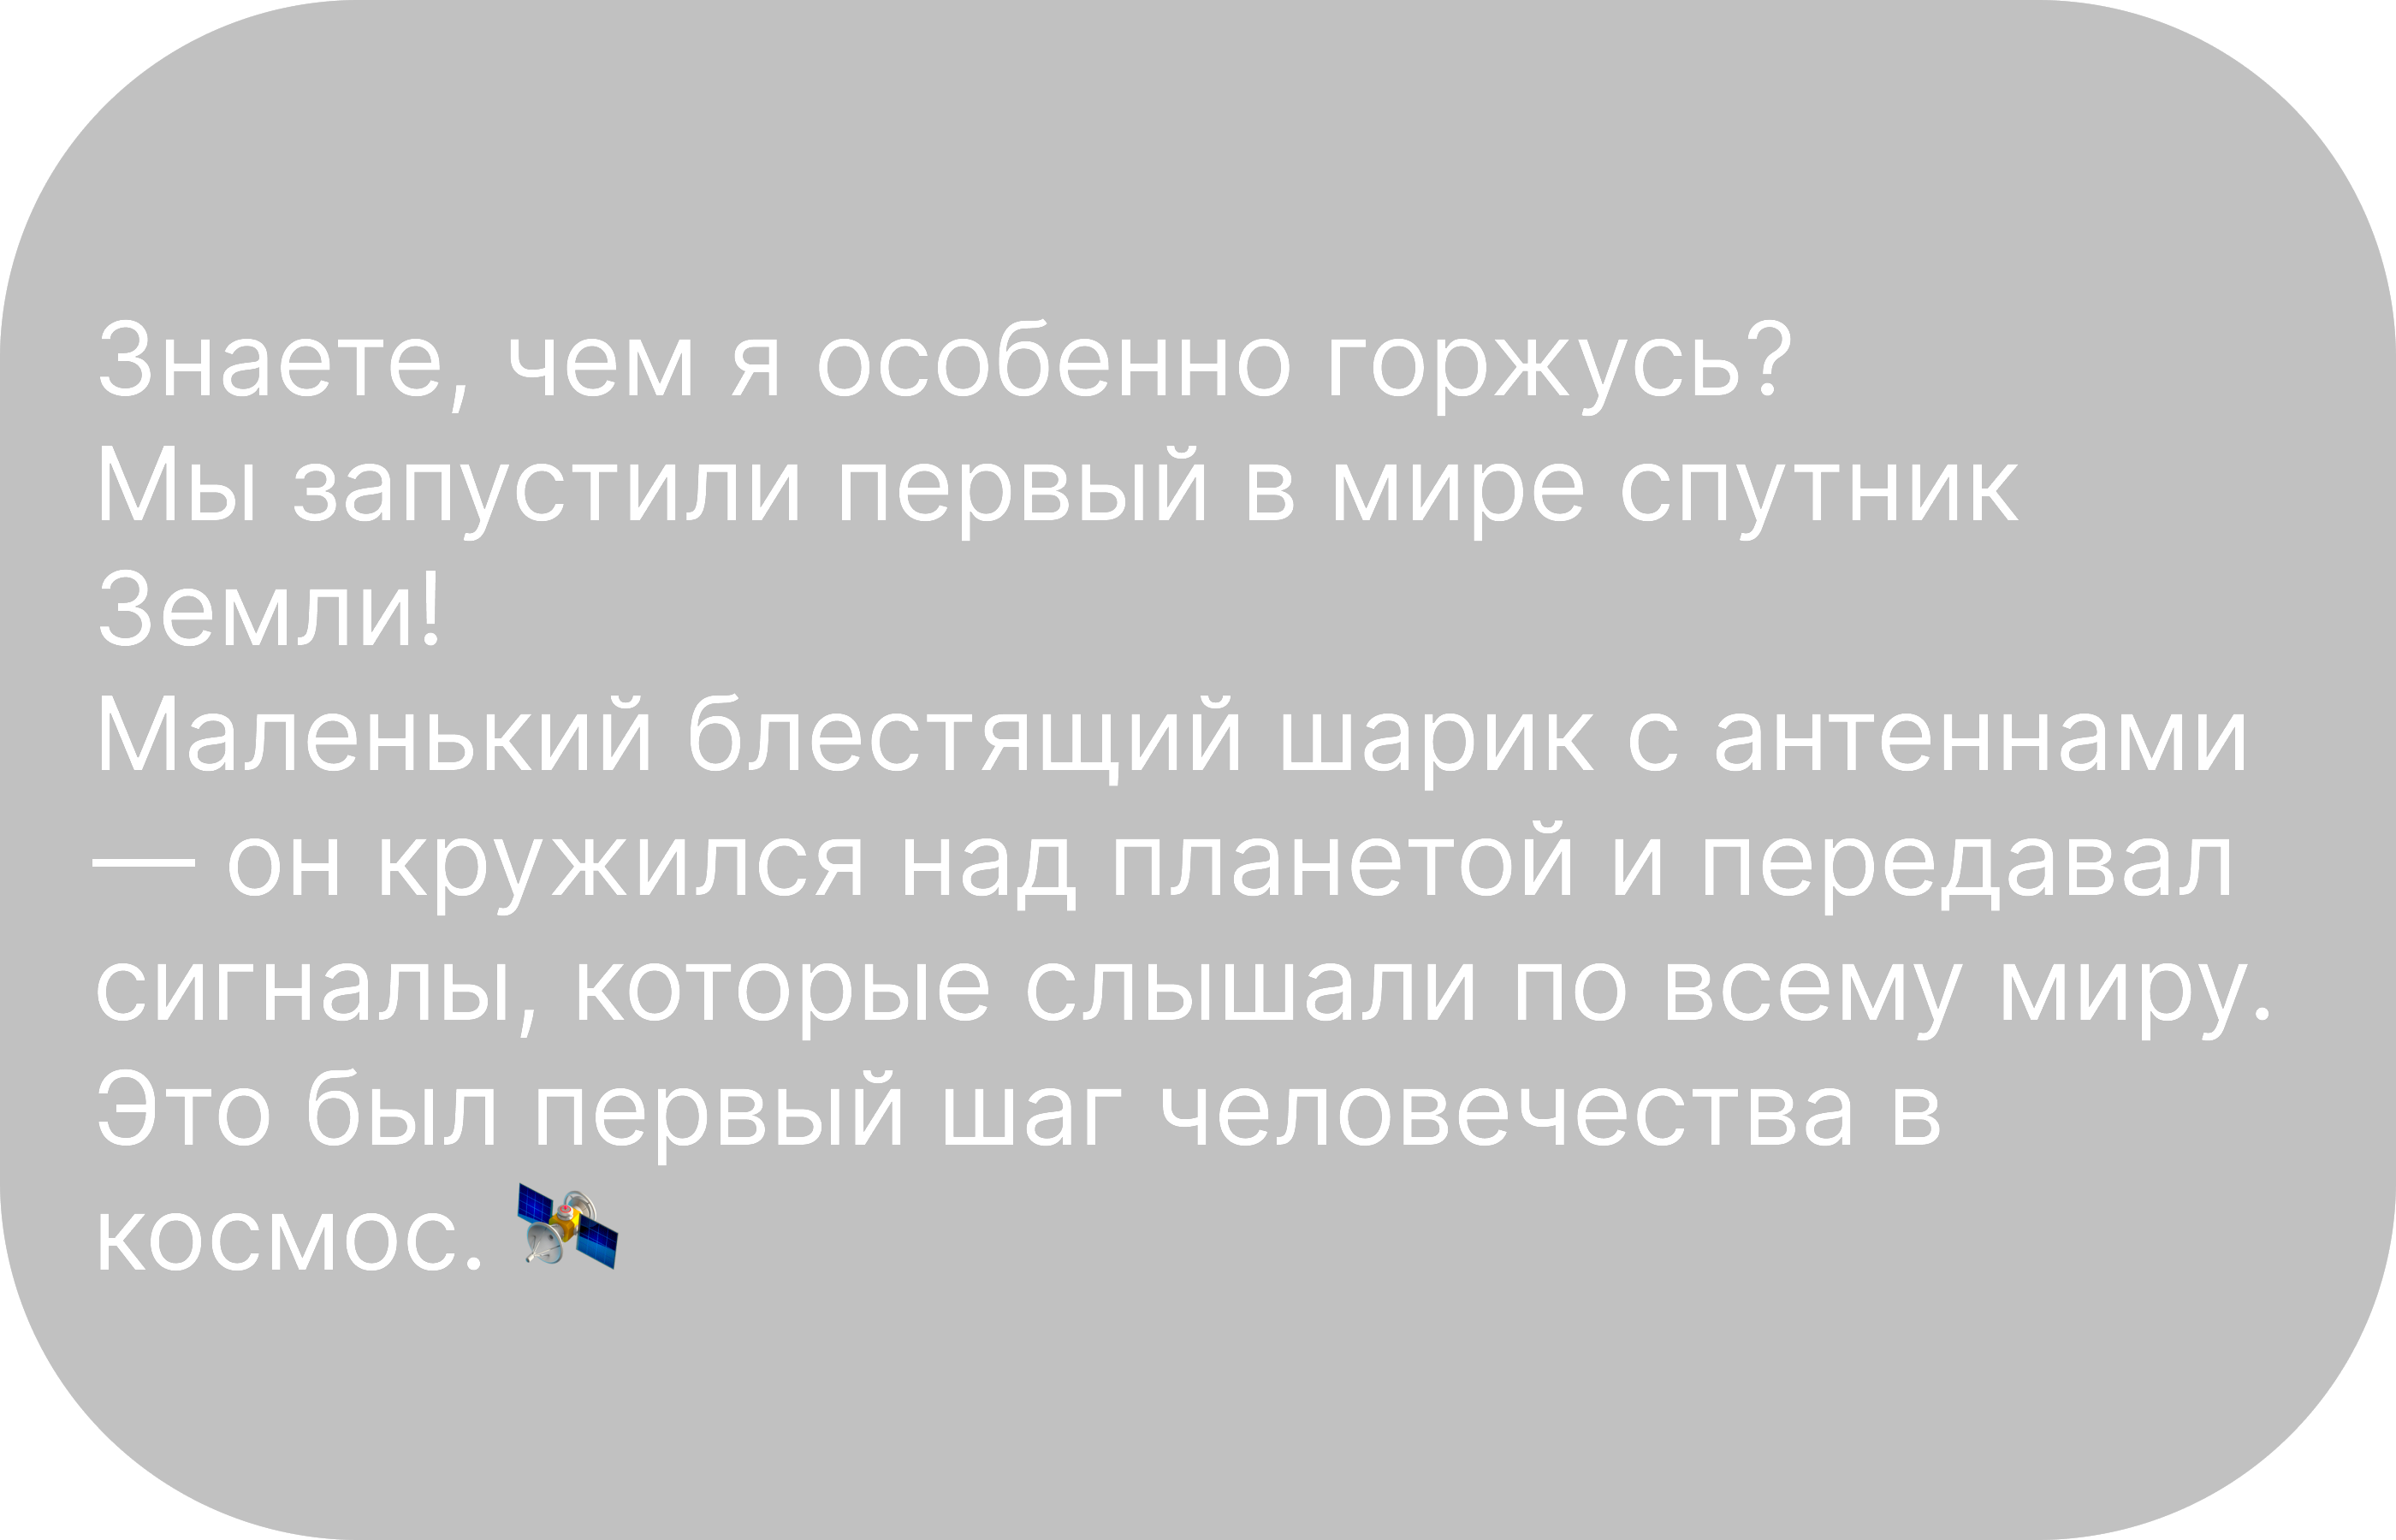 Знаете, чем я особенно горжусь?
Мы запустили первый в мире спутник
Земли!
Маленький блестящий шарик с антеннами
— он кружился над планетой и передавал
сигналы, которые слышали по всему миру.
Это был первый шаг человечества в
космос. 🛰️